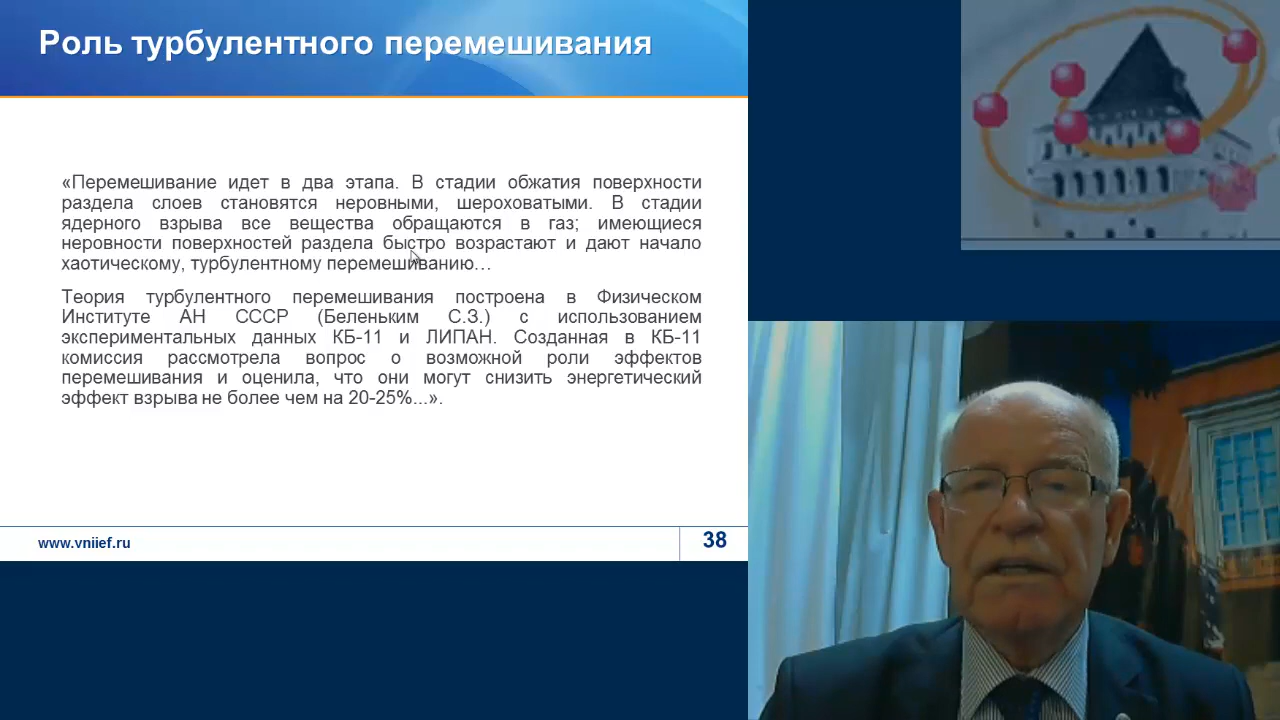 Роль турбулентного перемешивания
«Перемешивание идет в два этапа. В стадии обжатия поверхности
раздела слоев становятся неровными, шероховатыми. В стадии
ядерного взрыва все вещества обращаются в газ; имеющиеся
неровности поверхностей раздела быстро возрастают и дают начало
хаотическому, турбулентному перемешиванию…
Теория турбулентного перемешивания построена в Физическом
Институте АН СССР (Беленьким С.З.) с использованием
экспериментальных данных КБ-11 и ЛИПАН. Созданная в КБ-11
комиссия рассмотрела вопрос о возможной роли эффектов
перемешивания и оценила, что они могут снизить энергетический
эффект взрыва не более чем на 20-25%...».
www.vniief.ru
38